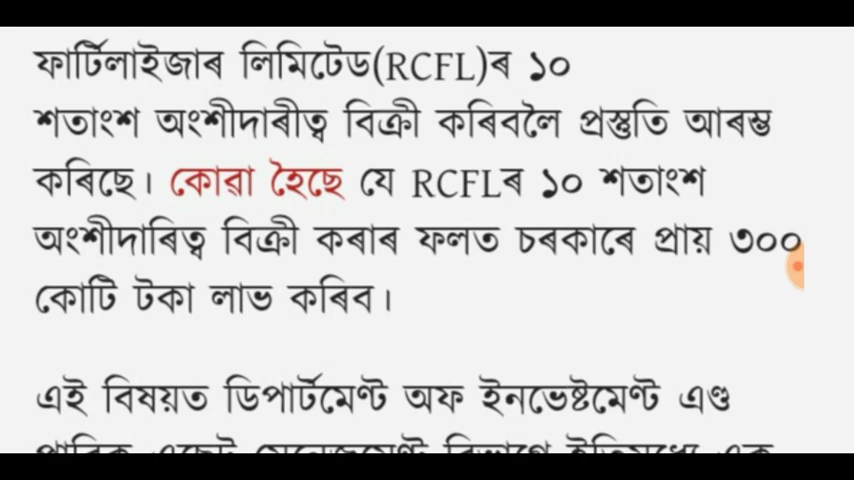 ফাৰ্টিলাইজাৰ লিমিটেড(RCFL)ৰ ১০
শতাংশ অংশীদাৰীত্ব বিক্ৰী কৰিবলৈ প্ৰস্তুতি আৰম্ভ
কৰিছে। কোৱা হৈছে যে RCFLৰ ১০ শতাংশ
অংশীদাৰিত্ব বিক্ৰী কৰাৰ ফলত চৰকাৰে প্ৰায় ৩০০
কোটি টকা লাভ কৰিব।
এই বিষয়ত ডিপাৰ্টমেণ্ট অফ ইনভেষ্টমেণ্ট এণ্ড